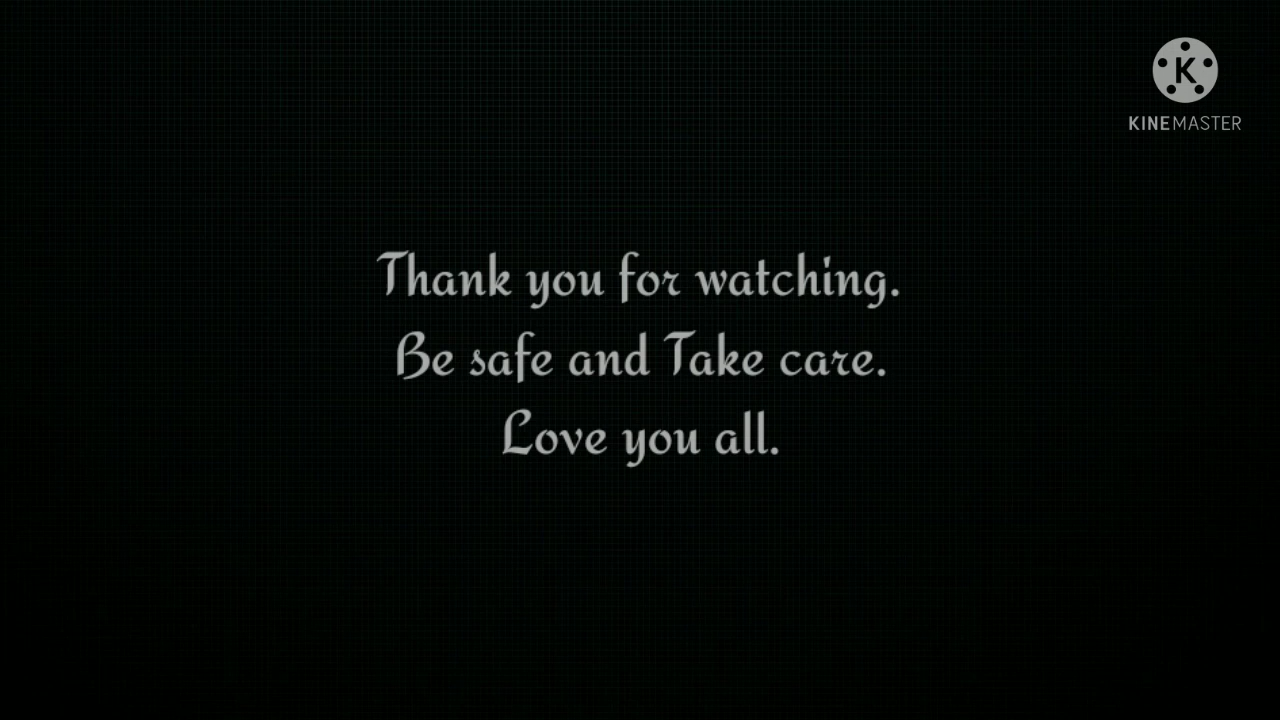 K
KINEMASTER
Thank you for watching.
Be safe and Take care.
Love you all.